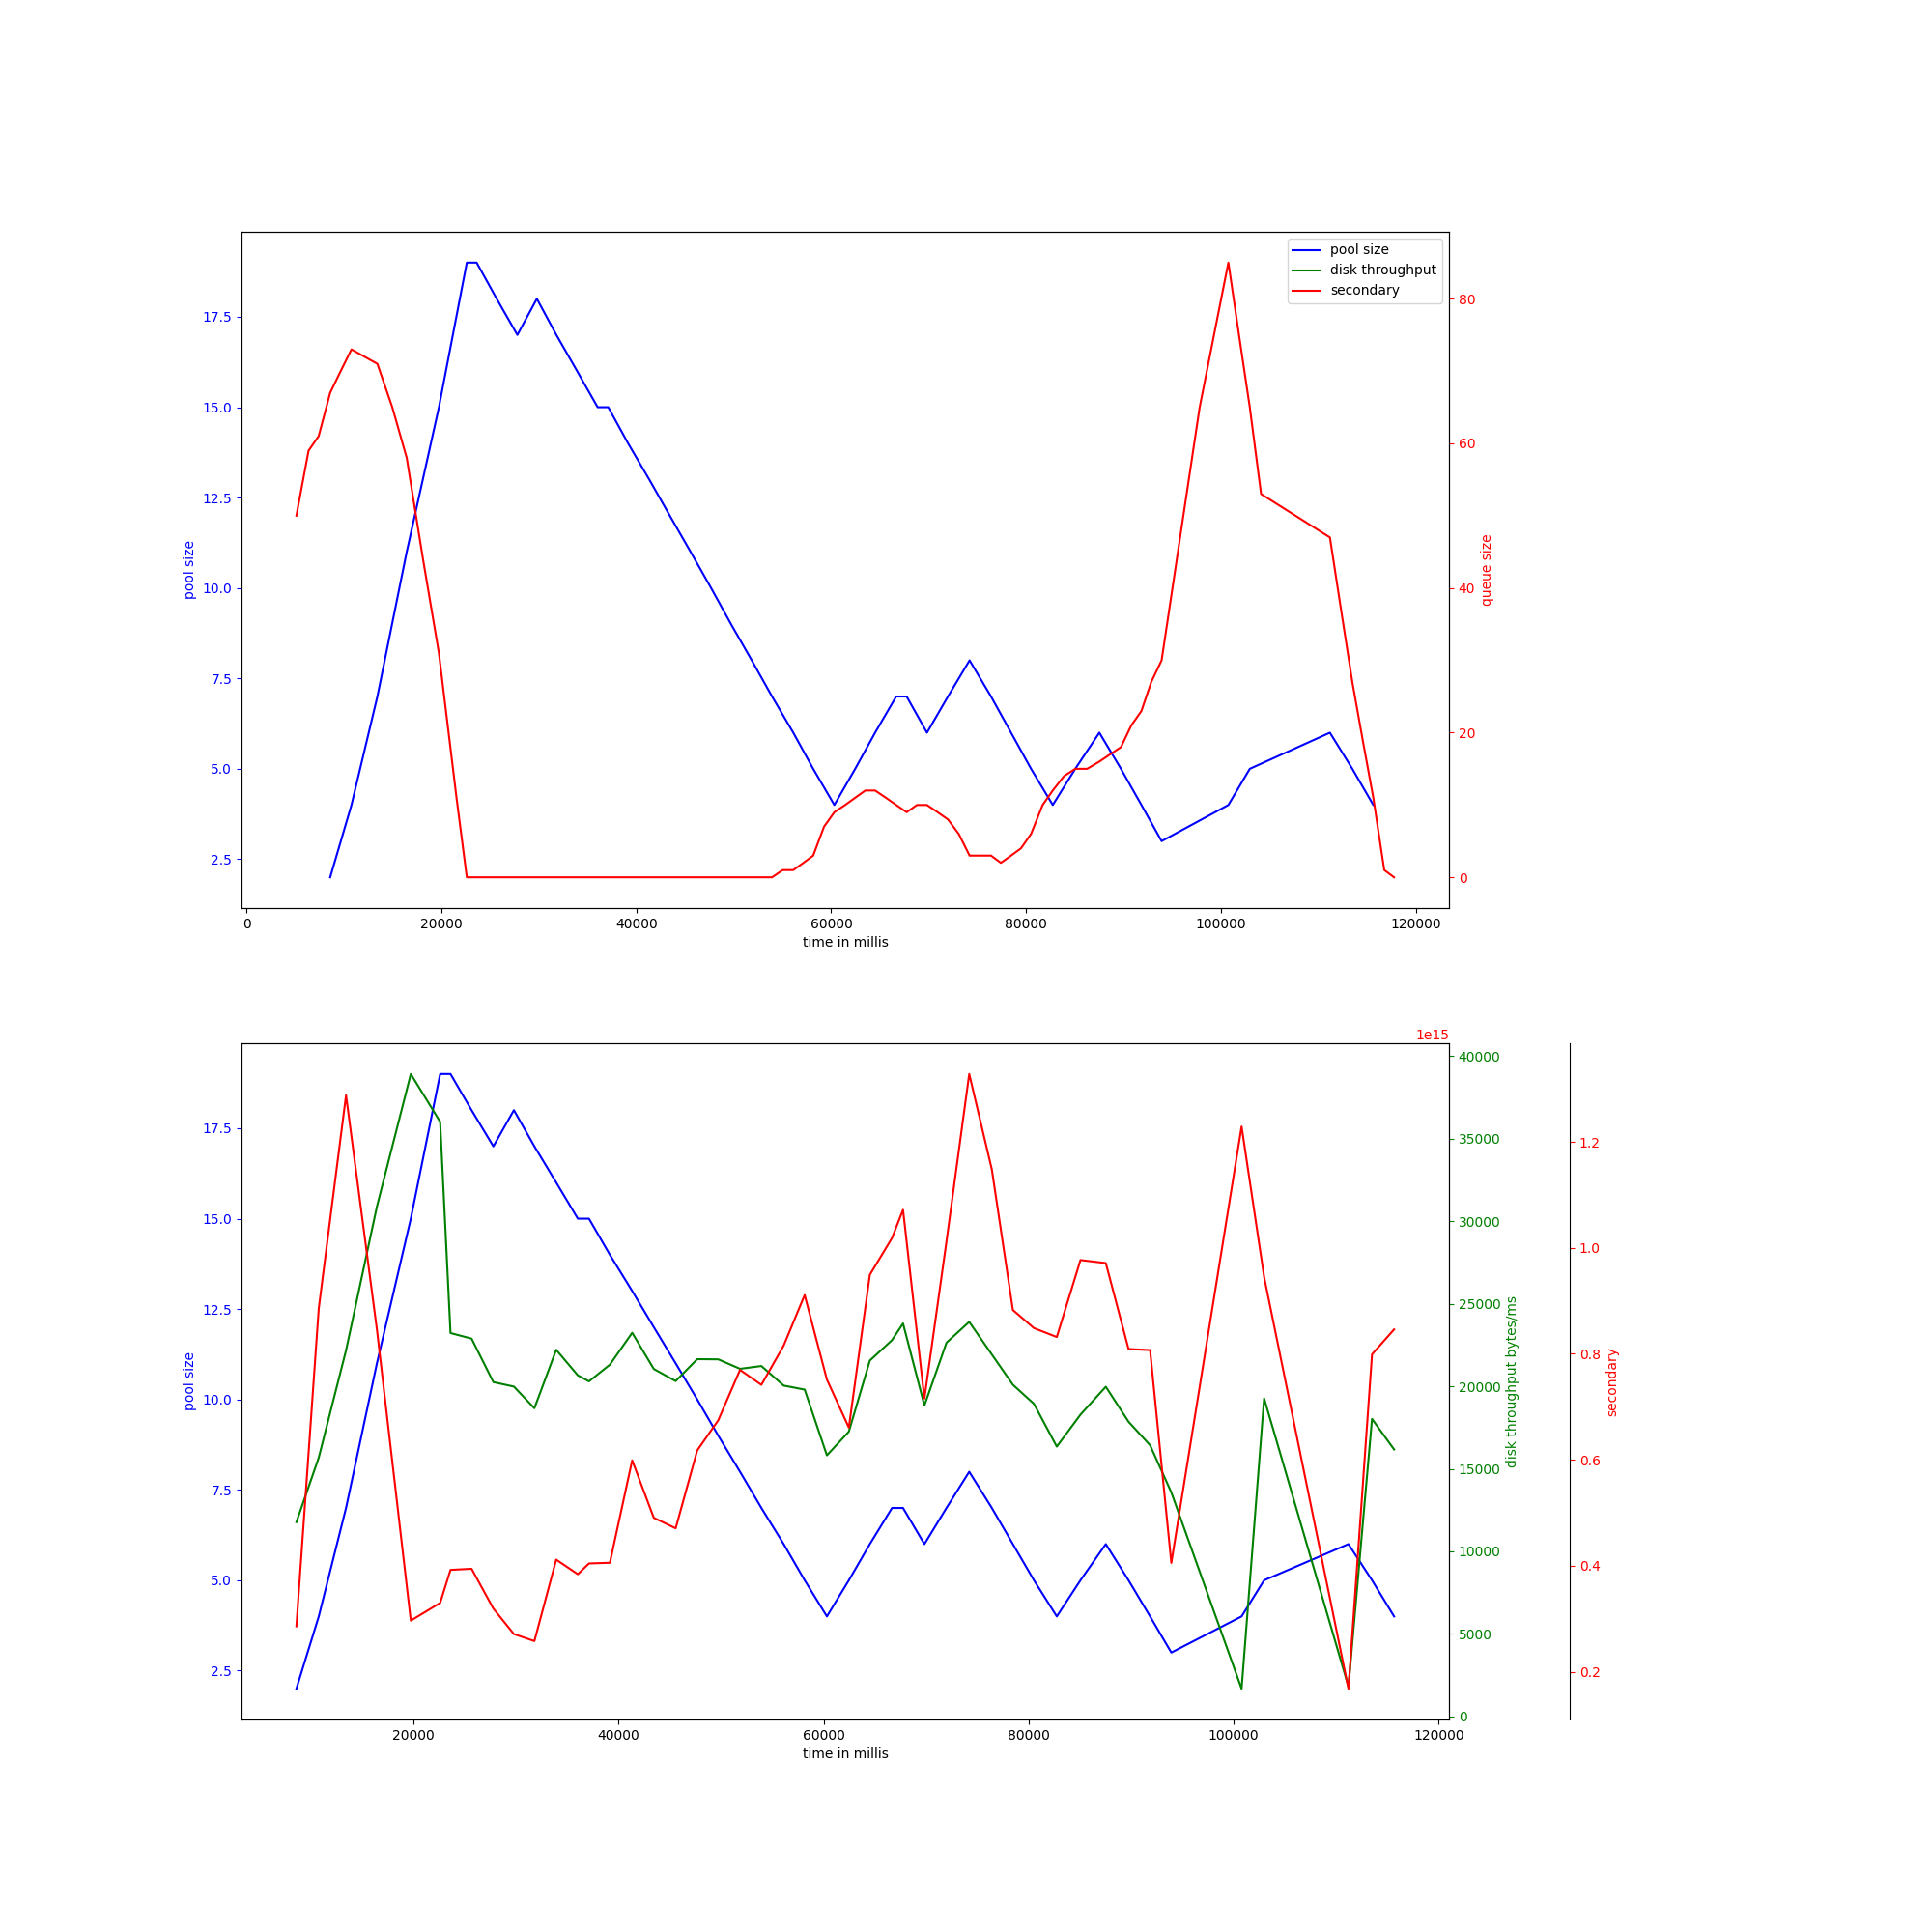 pool size
disk throughput
secondary
17.5
15.0
12.5
10.0
7.5
5.0
2.5
pool size
80
60
40
20
0
queue size
0 20000 40000 60000 80000 100000 120000
time in millis
1e15
17.5
15.0
12.5
10.0
7.5
5.0
2.5
pool size
40000
35000
30000
25000
20000
15000
10000
5000
0
disk throughput bytes/ms
1.2
1.0
0.8
0.6
0.4
0.2
secondary
20000 40000 60000 80000 100000 120000
time in millis